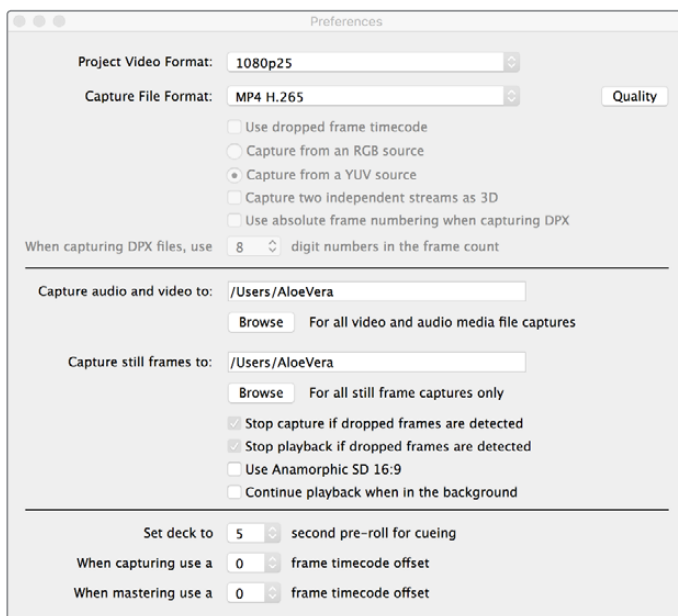 Preferences
Project Video Format: 1080p25
Capture File Format: MP4 H.265 Quality
Use dropped frame timecode
Capture from an RGB source
Capture from a YUV source
Capture two independent streams as 3D
Use absolute frame numbering when capturing DPX
When capturing DPX files, use 8 digit numbers in the frame count
Capture audio and video to: /Users/AloeVera
Browse For all video and audio media file captures
Capture still frames to: /Users/AloeVera
Browse For all still frame captures only
Stop capture if dropped frames are detected
Stop playback if dropped frames are detected
Use Anamorphic SD 16:9
Continue playback when in the background
Set deck to 5 second pre-roll for cueing
When capturing use a 0 frame timecode offset
When mastering use a 0 frame timecode offset